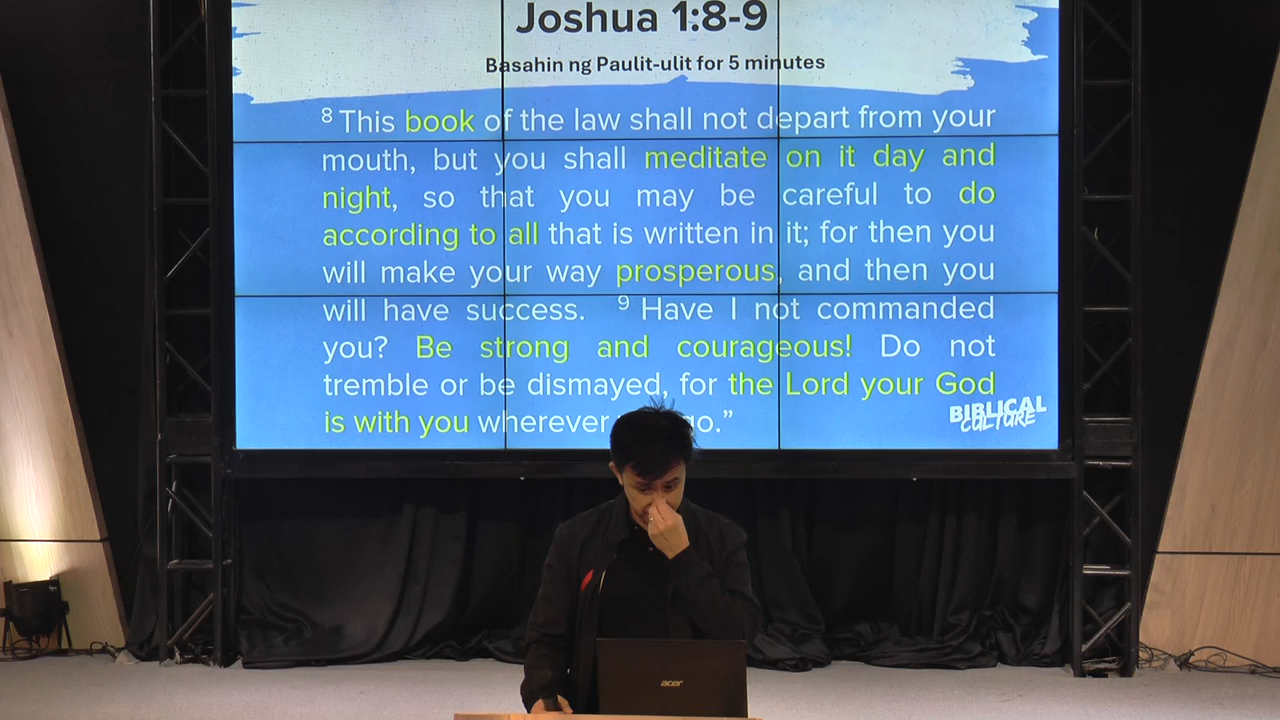 Joshua 1:8-9
Basahin ng Paulit-ulit for 5 minutes
8 This book of the law shall not depart from your
mouth, but you shall meditate on it day and
night, so that you may be careful to do
according to all that is written in it; for then you
will make your way prosperous, and then you
will have success. 9 Have I not commanded
you? Be strong and courageous! Do not
tremble or be dismayed, for the Lord your God
is with you wherever go.”
BIBLICAL
CULTURE
acer